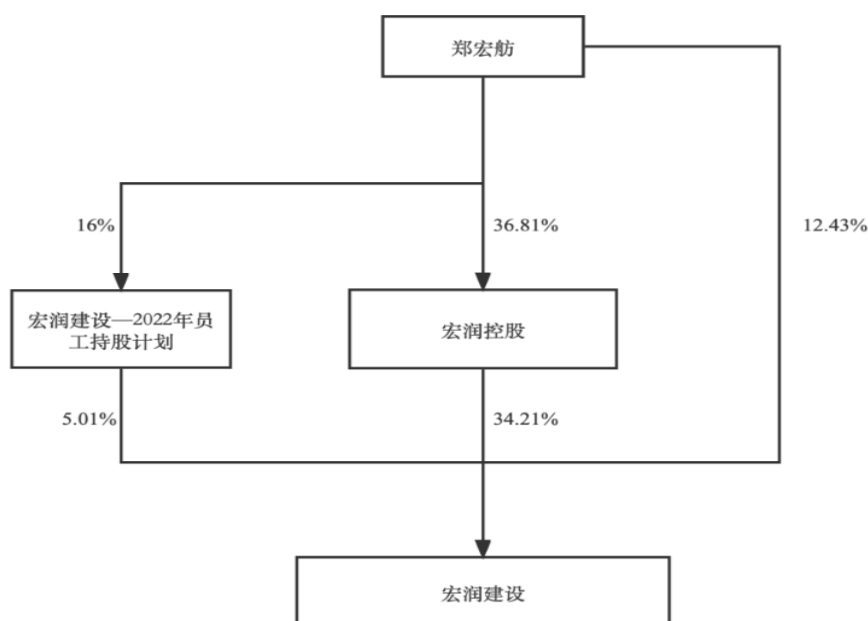 郑宏舫
16%
36.81%
12.43%
宏润建设—2022年员
工持股计划
宏润控股
5.01%
34.21%
宏润建设